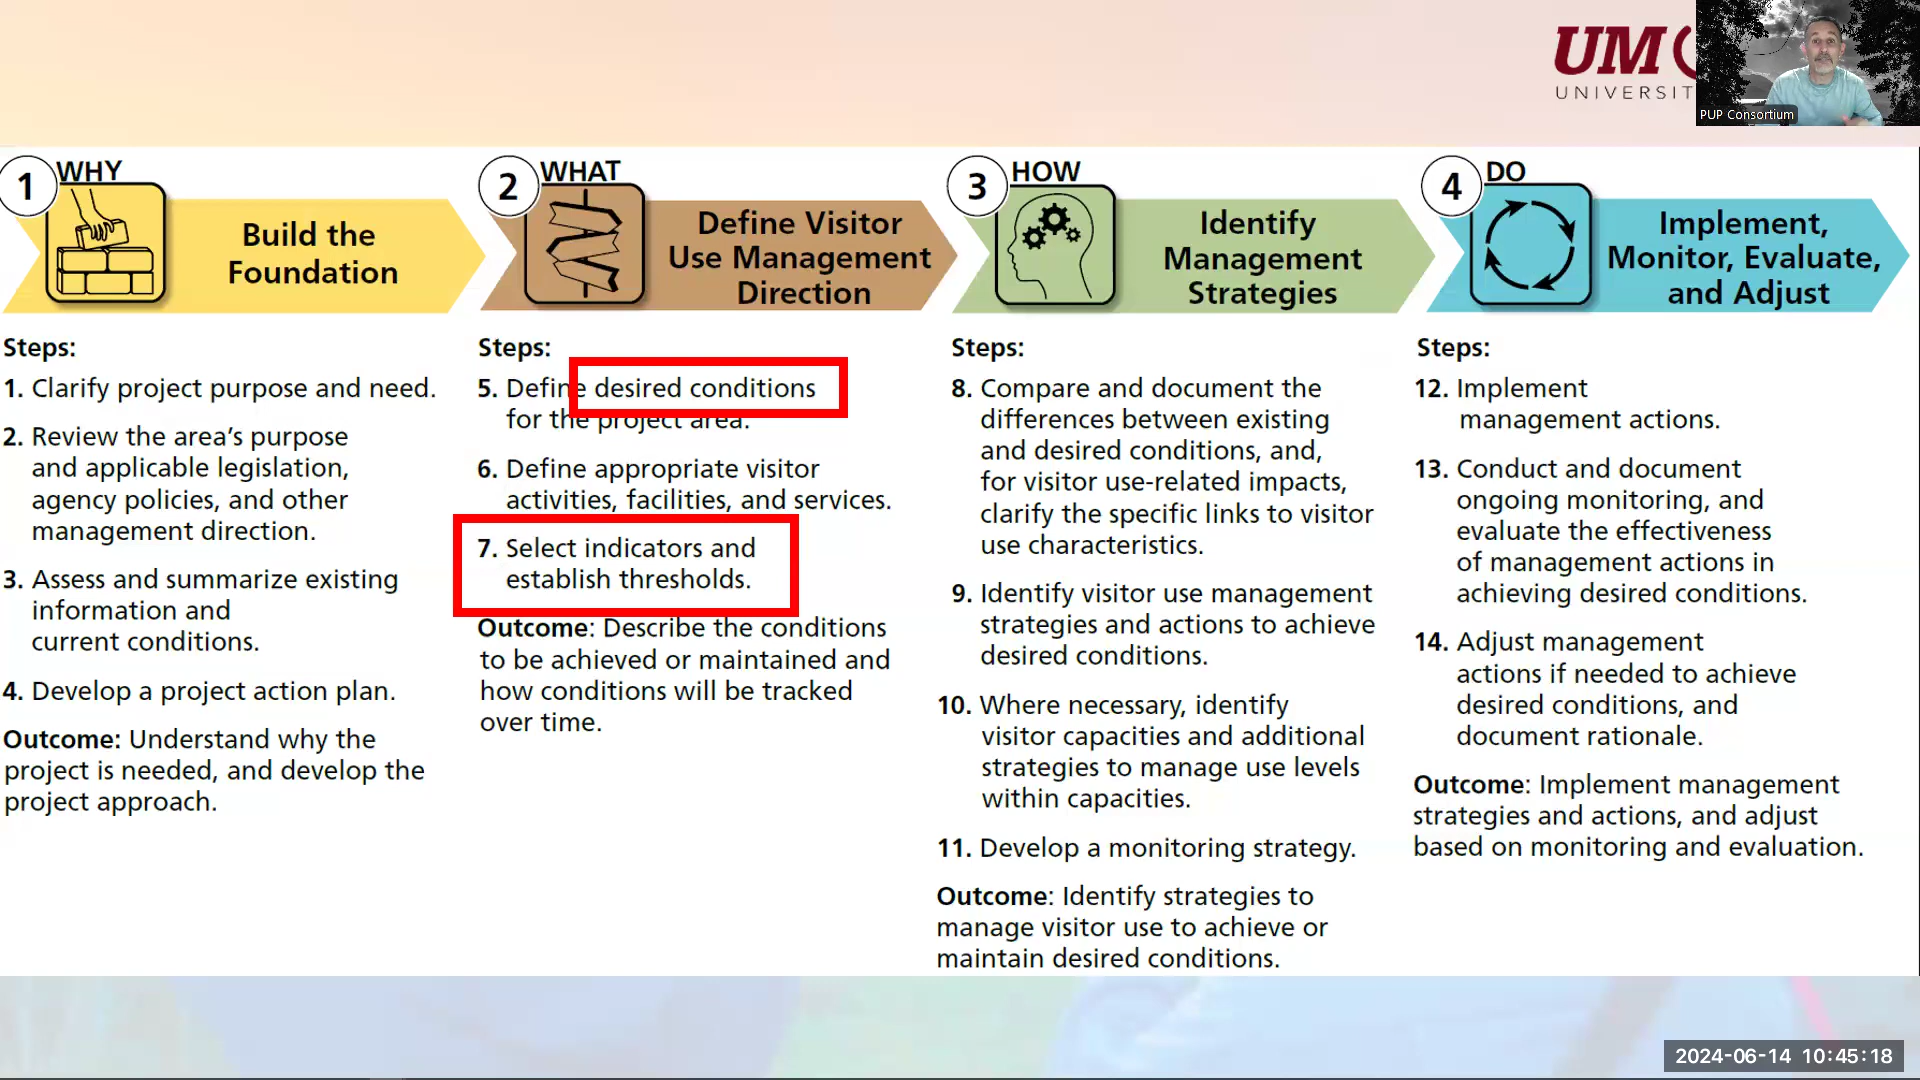 UM
UNIVERSIT
PUP Consortium
1 WHY
Build the
Foundation
Steps:
1. Clarify project purpose and need.
2. Review the area's purpose
and applicable legislation,
agency policies, and other
management direction.
3. Assess and summarize existing
information and
current conditions.
4. Develop a project action plan.
Outcome: Understand why the
project is needed, and develop the
project approach.
2 WHAT
Define Visitor
Use Management
Direction
Steps:
5. Define desired conditions
for the project area.
6. Define appropriate visitor
activities, facilities, and services.
7. Select indicators and
establish thresholds.
Outcome: Describe the conditions
to be achieved or maintained and
how conditions will be tracked
over time.
3 HOW
Identify
Management
Strategies
Steps:
8. Compare and document the
differences between existing
and desired conditions, and,
for visitor use-related impacts,
clarify the specific links to visitor
use characteristics.
9. Identify visitor use management
strategies and actions to achieve
desired conditions.
10. Where necessary, identify
visitor capacities and additional
strategies to manage use levels
within capacities.
11. Develop a monitoring strategy.
Outcome: Identify strategies to
manage visitor use to achieve or
maintain desired conditions.
4 DO
Implement,
Monitor, Evaluate,
and Adjust
Steps:
12. Implement
management actions.
13. Conduct and document
ongoing monitoring, and
evaluate the effectiveness
of management actions in
achieving desired conditions.
14. Adjust management
actions if needed to achieve
desired conditions, and
document rationale.
Outcome: Implement management
strategies and actions, and adjust
based on monitoring and evaluation.
2024-06-14 10:45:18